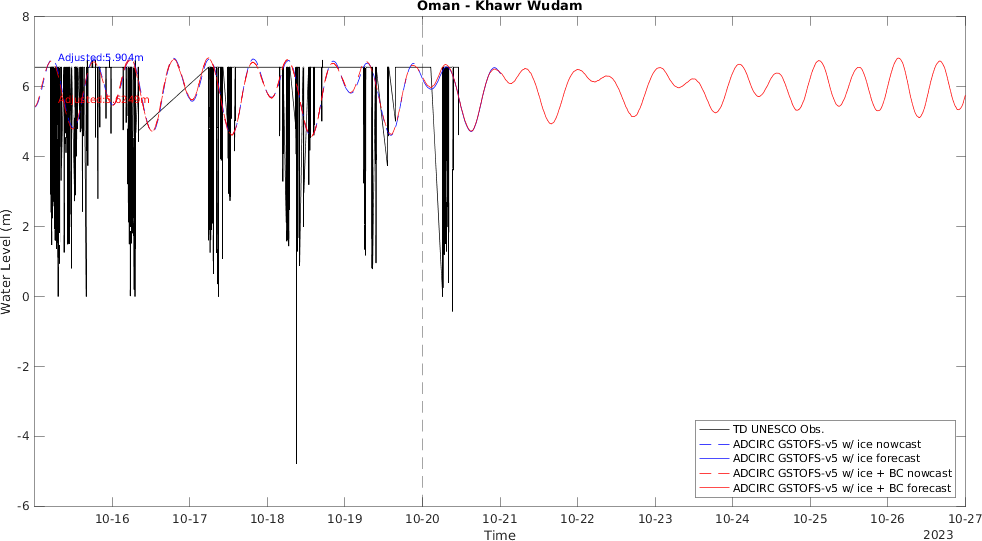 Oman - Khawr Wudam
8
6
4
2
0
-2
-4
-6
Water Level (m)
Adjusted:5.904m
10-16
10-17
10-18
10-19
10-20
10-21
10-22
10-23
10-24
10-25
10-26
10-27
Time
2023
TD UNESCO Obs.
ADCIRC GSTOFS-v5 w/ ice nowcast
ADCIRC GSTOFS-v5 w/ ice forecast
ADCIRC GSTOFS-v5 w/ ice + BC nowcast
ADCIRC GSTOFS-v5 w/ ice + BC forecast